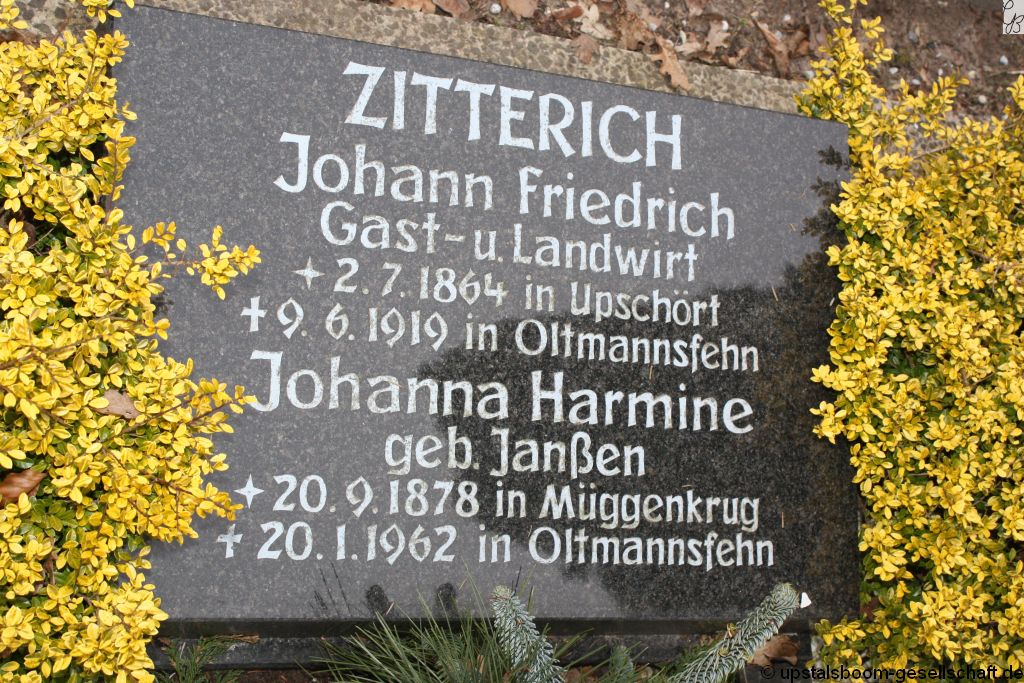 ZITTERICH
Johann Friedrich
Gast- u. Landwirt
✦ 2. 7. 1864 in Upschört
✝ 9. 6. 1919 in Oltmannsfehn
Johanna Harmine
geb. Janßen
✦ 20. 9. 1878 in Müggenkrug
✝ 20. 1. 1962 in Oltmannsfehn
© upstalsboom-gesellschaft.de